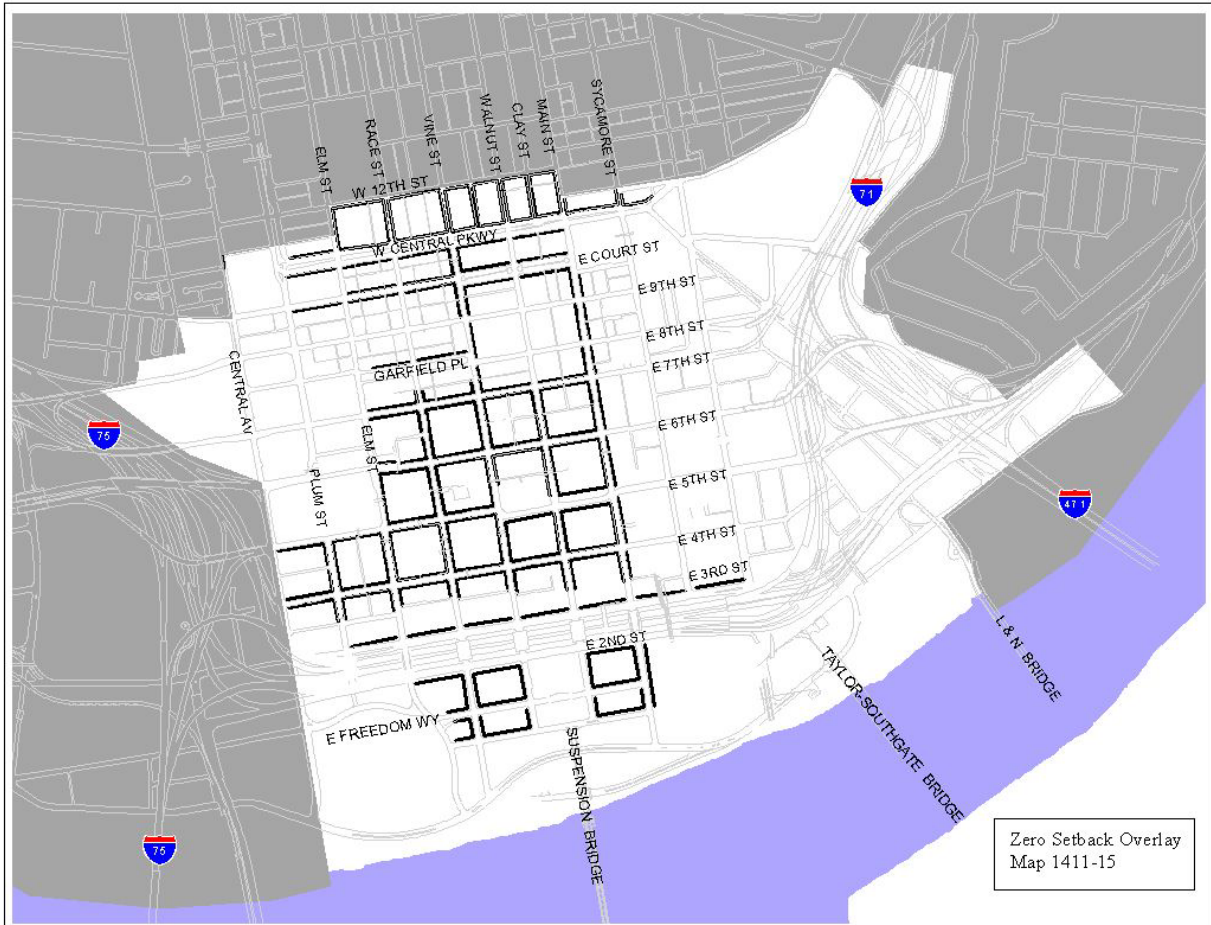 SYCAMORE ST
MAIN ST
CLAY ST
WALNUT ST
VINE ST
RACE ST
ELM ST
W 12TH ST
71
W CENTRAL PKWY
E COURT ST
E 9TH ST
E 8TH ST
E 7TH ST
GARFIELD PL
CENTRAL AV
E 6TH ST
75
ELM ST
PLUM ST
E 5TH ST
471
E 4TH ST
E 3RD ST
E 2ND ST
L & N BRIDGE
TAYLOR-SOUTHGATE BRIDGE
E FREEDOM WY
SUSPENSION BRIDGE
75
Zero Setback Overlay
Map 1411-15